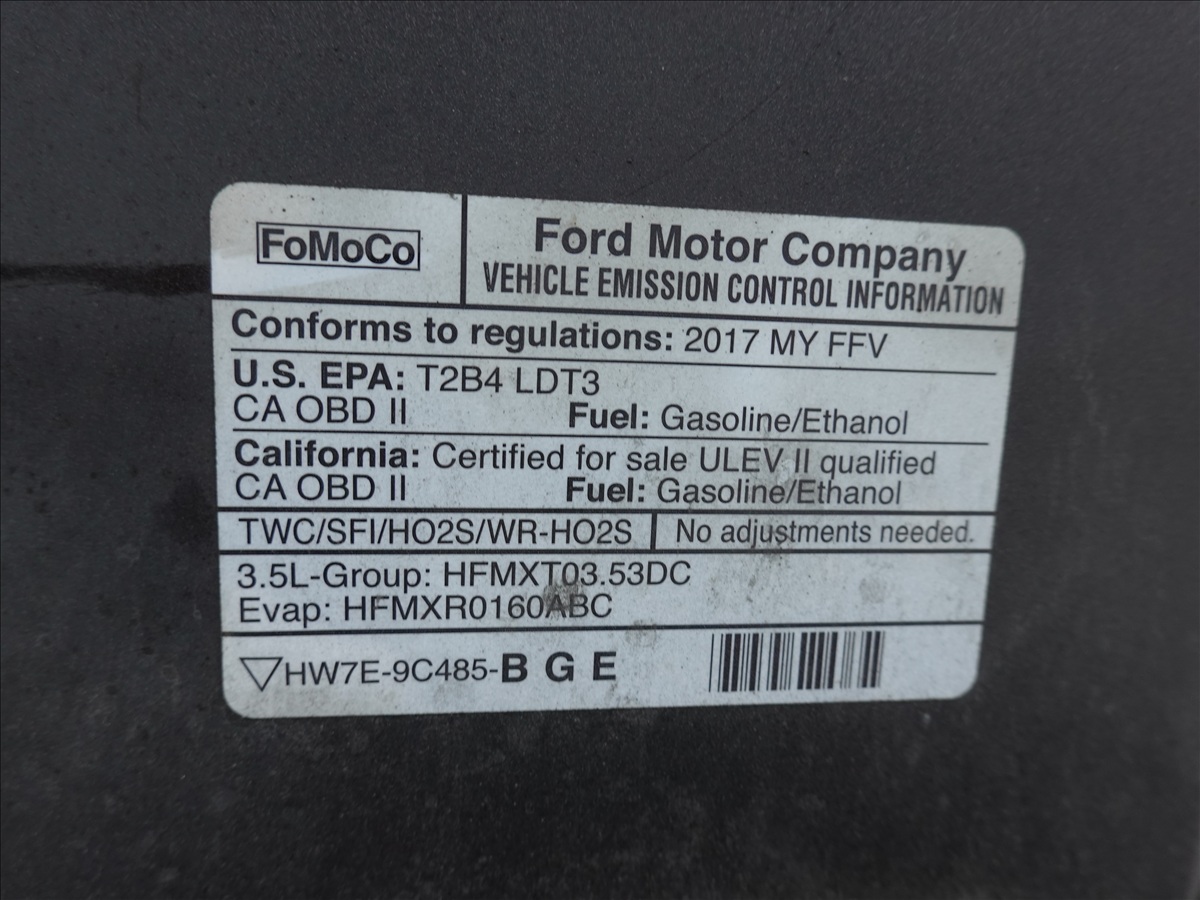 FoMoCo
Ford Motor Company
VEHICLE EMISSION CONTROL INFORMATION
Conforms to regulations: 2017 MY FFV
U.S. EPA: T2B4 LDT3
CA OBD II Fuel: Gasoline/Ethanol
California: Certified for sale ULEV II qualified
CA OBD II Fuel: Gasoline/Ethanol
TWC/SFI/HO2S/WR-HO2S No adjustments needed.
3.5L-Group: HFMXT03.53DC
Evap: HFMXR0160ABC
HW7E-9C485-B G E